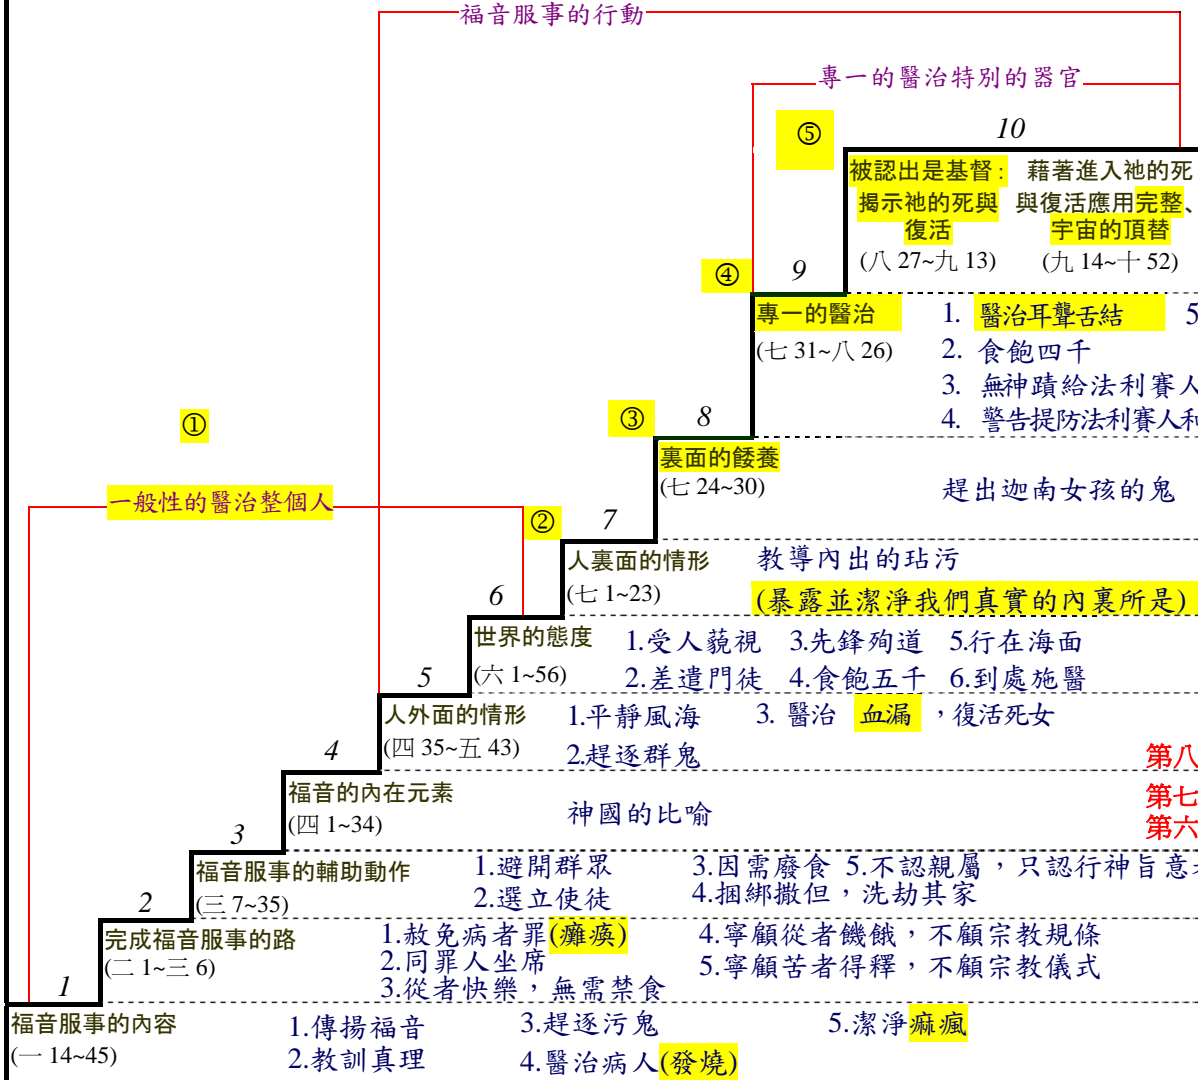 福音服事的行動
專一的醫治特別的器官
⑤
10
被認出是基督:
揭示祂的死與
復活
(八 27~九 13)
藉著進入祂的死
與復活應用完整、
宇宙的頂替
(九 14~十 52)
④
9
專一的醫治
(七 31~八 26)
1. 醫治耳聾舌結
5
2. 食飽四千
3. 無神蹟給法利賽人
4. 警告提防法利賽人和
①
③
8
裏面的餧養
(七 24~30)
趕出迦南女孩的鬼
一般性的醫治整個人
②
7
人裏面的情形
(七 1~23)
教導內出的玷污
(暴露並潔淨我們真實的內裏所是)
6
世界的態度
(六 1~56)
1.受人藐視 3.先鋒殉道 5.行在海面
2.差遣門徒 4.食飽五千 6.到處施醫
5
人外面的情形
(四 35~五 43)
1.平靜風海 3. 醫治 血漏 ，復活死女
2.趕逐群鬼
第八
4
福音的內在元素
(四 1~34)
神國的比喻
第七
第六
3
福音服事的輔助動作
(三 7~35)
1.避開群眾 3.因需廢食 5.不認親屬，只認行神旨意
2.選立使徒 4.捆綁撒但，洗劫其家
2
完成福音服事的路
(二 1~三 6)
1.赦免病者罪(癱瘓) 4.寧顧從者饑餓，不顧宗教規條
2.同罪人坐席 5.寧顧苦者得釋，不顧宗教儀式
3.從者快樂，無需禁食
1
福音服事的內容
(一 14~45)
1.傳揚福音 3.趕逐污鬼 5.潔淨痲瘋
2.教訓真理 4.醫治病人(發燒)